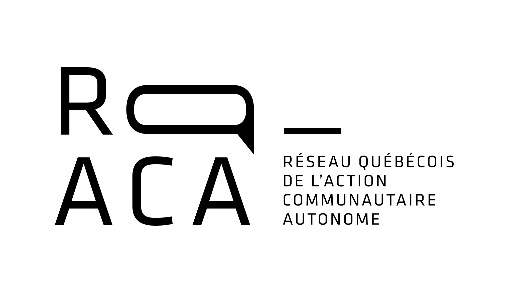 RQ
ACA
RÉSEAU QUÉBÉCOIS
DE L'ACTION
COMMUNAUTAIRE
AUTONOME